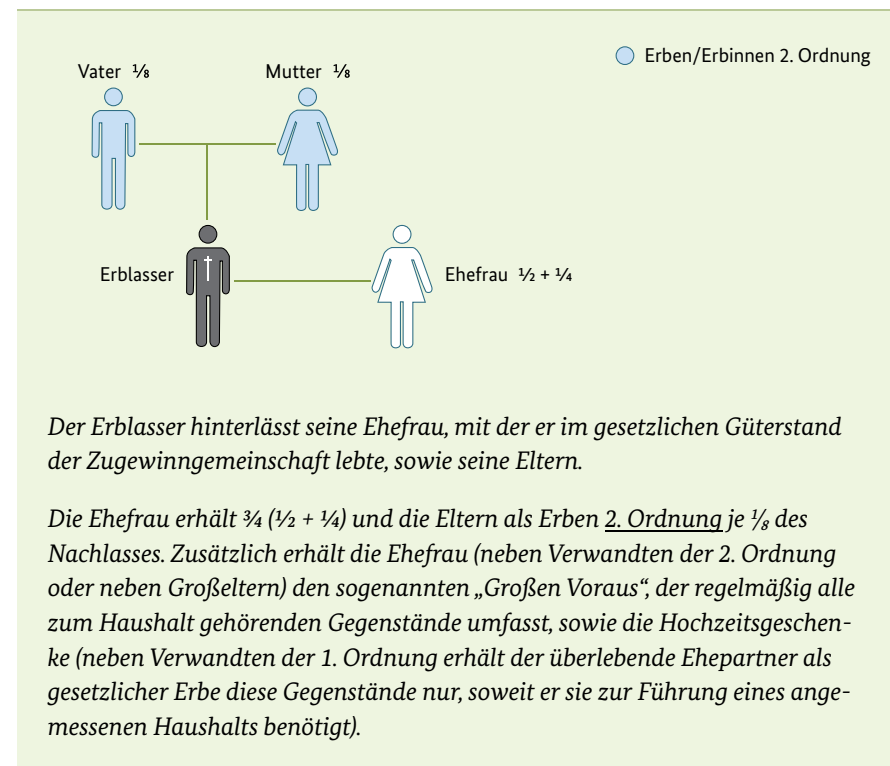 Erben/Erbinnen 2. Ordnung
Vater ⅛
Mutter ⅛
Erblasser
Ehefrau ½ + ¼
Der Erblasser hinterlässt seine Ehefrau, mit der er im gesetzlichen Güterstand
der Zugewinngemeinschaft lebte, sowie seine Eltern.
Die Ehefrau erhält ¾ (½ + ¼) und die Eltern als Erben 2. Ordnung je ⅛ des
Nachlasses. Zusätzlich erhält die Ehefrau (neben Verwandten der 2. Ordnung
oder neben Großeltern) den sogenannten „Großen Voraus“, der regelmäßig alle
zum Haushalt gehörenden Gegenstände umfasst, sowie die Hochzeitsgeschen-
ke (neben Verwandten der 1. Ordnung erhält der überlebende Ehepartner als
gesetzlicher Erbe diese Gegenstände nur, soweit er sie zur Führung eines ange-
messenen Haushalts benötigt).